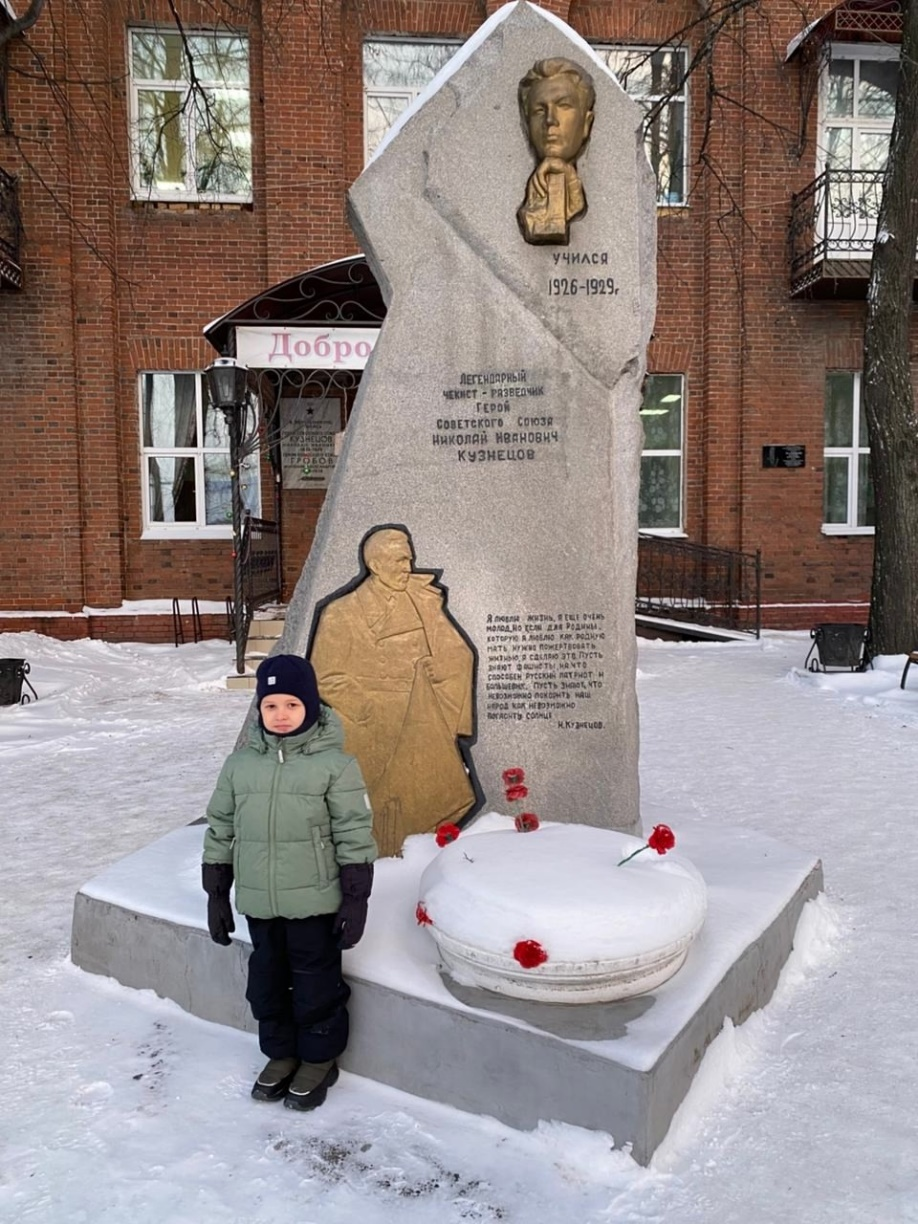 УЧИЛСЯ
1926-1929г
Добро
ЛЕГЕНДАРНЫЙ
ЧЕКИСТ - РАЗВЕДЧИК
ГЕРОЙ
СОВЕТСКОГО СОЮЗА
НИКОЛАЙ ИВАНОВИЧ
КУЗНЕЦОВ
КУЗНЕЦОВ
ГРОБОВ
Я ЛЮБЛЮ ЖИЗНЬ, Я ЕЩЕ ОЧЕНЬ
МОЛОД, НО ЕСЛИ ДЛЯ РОДИНЫ,
КОТОРУЮ Я ЛЮБЛЮ КАК РОДНУЮ
МАТЬ НУЖНО ПОЖЕРТВОВАТЬ
ЖИЗНЬЮ, Я СДЕЛАЮ ЭТО. ПУСТЬ
ЗНАЮТ ФАШИСТЫ, НА ЧТО
СПОСОБЕН РУССКИЙ ПАТРИОТ И
БОЛЬШЕВИК. ПУСТЬ ЗНАЮТ, ЧТО
НЕВОЗМОЖНО ПОКОРИТЬ НАШ
НАРОД КАК НЕВОЗМОЖНО
ПОГАСИТЬ СОЛНЦЕ
Н.КУЗНЕЦОВ.